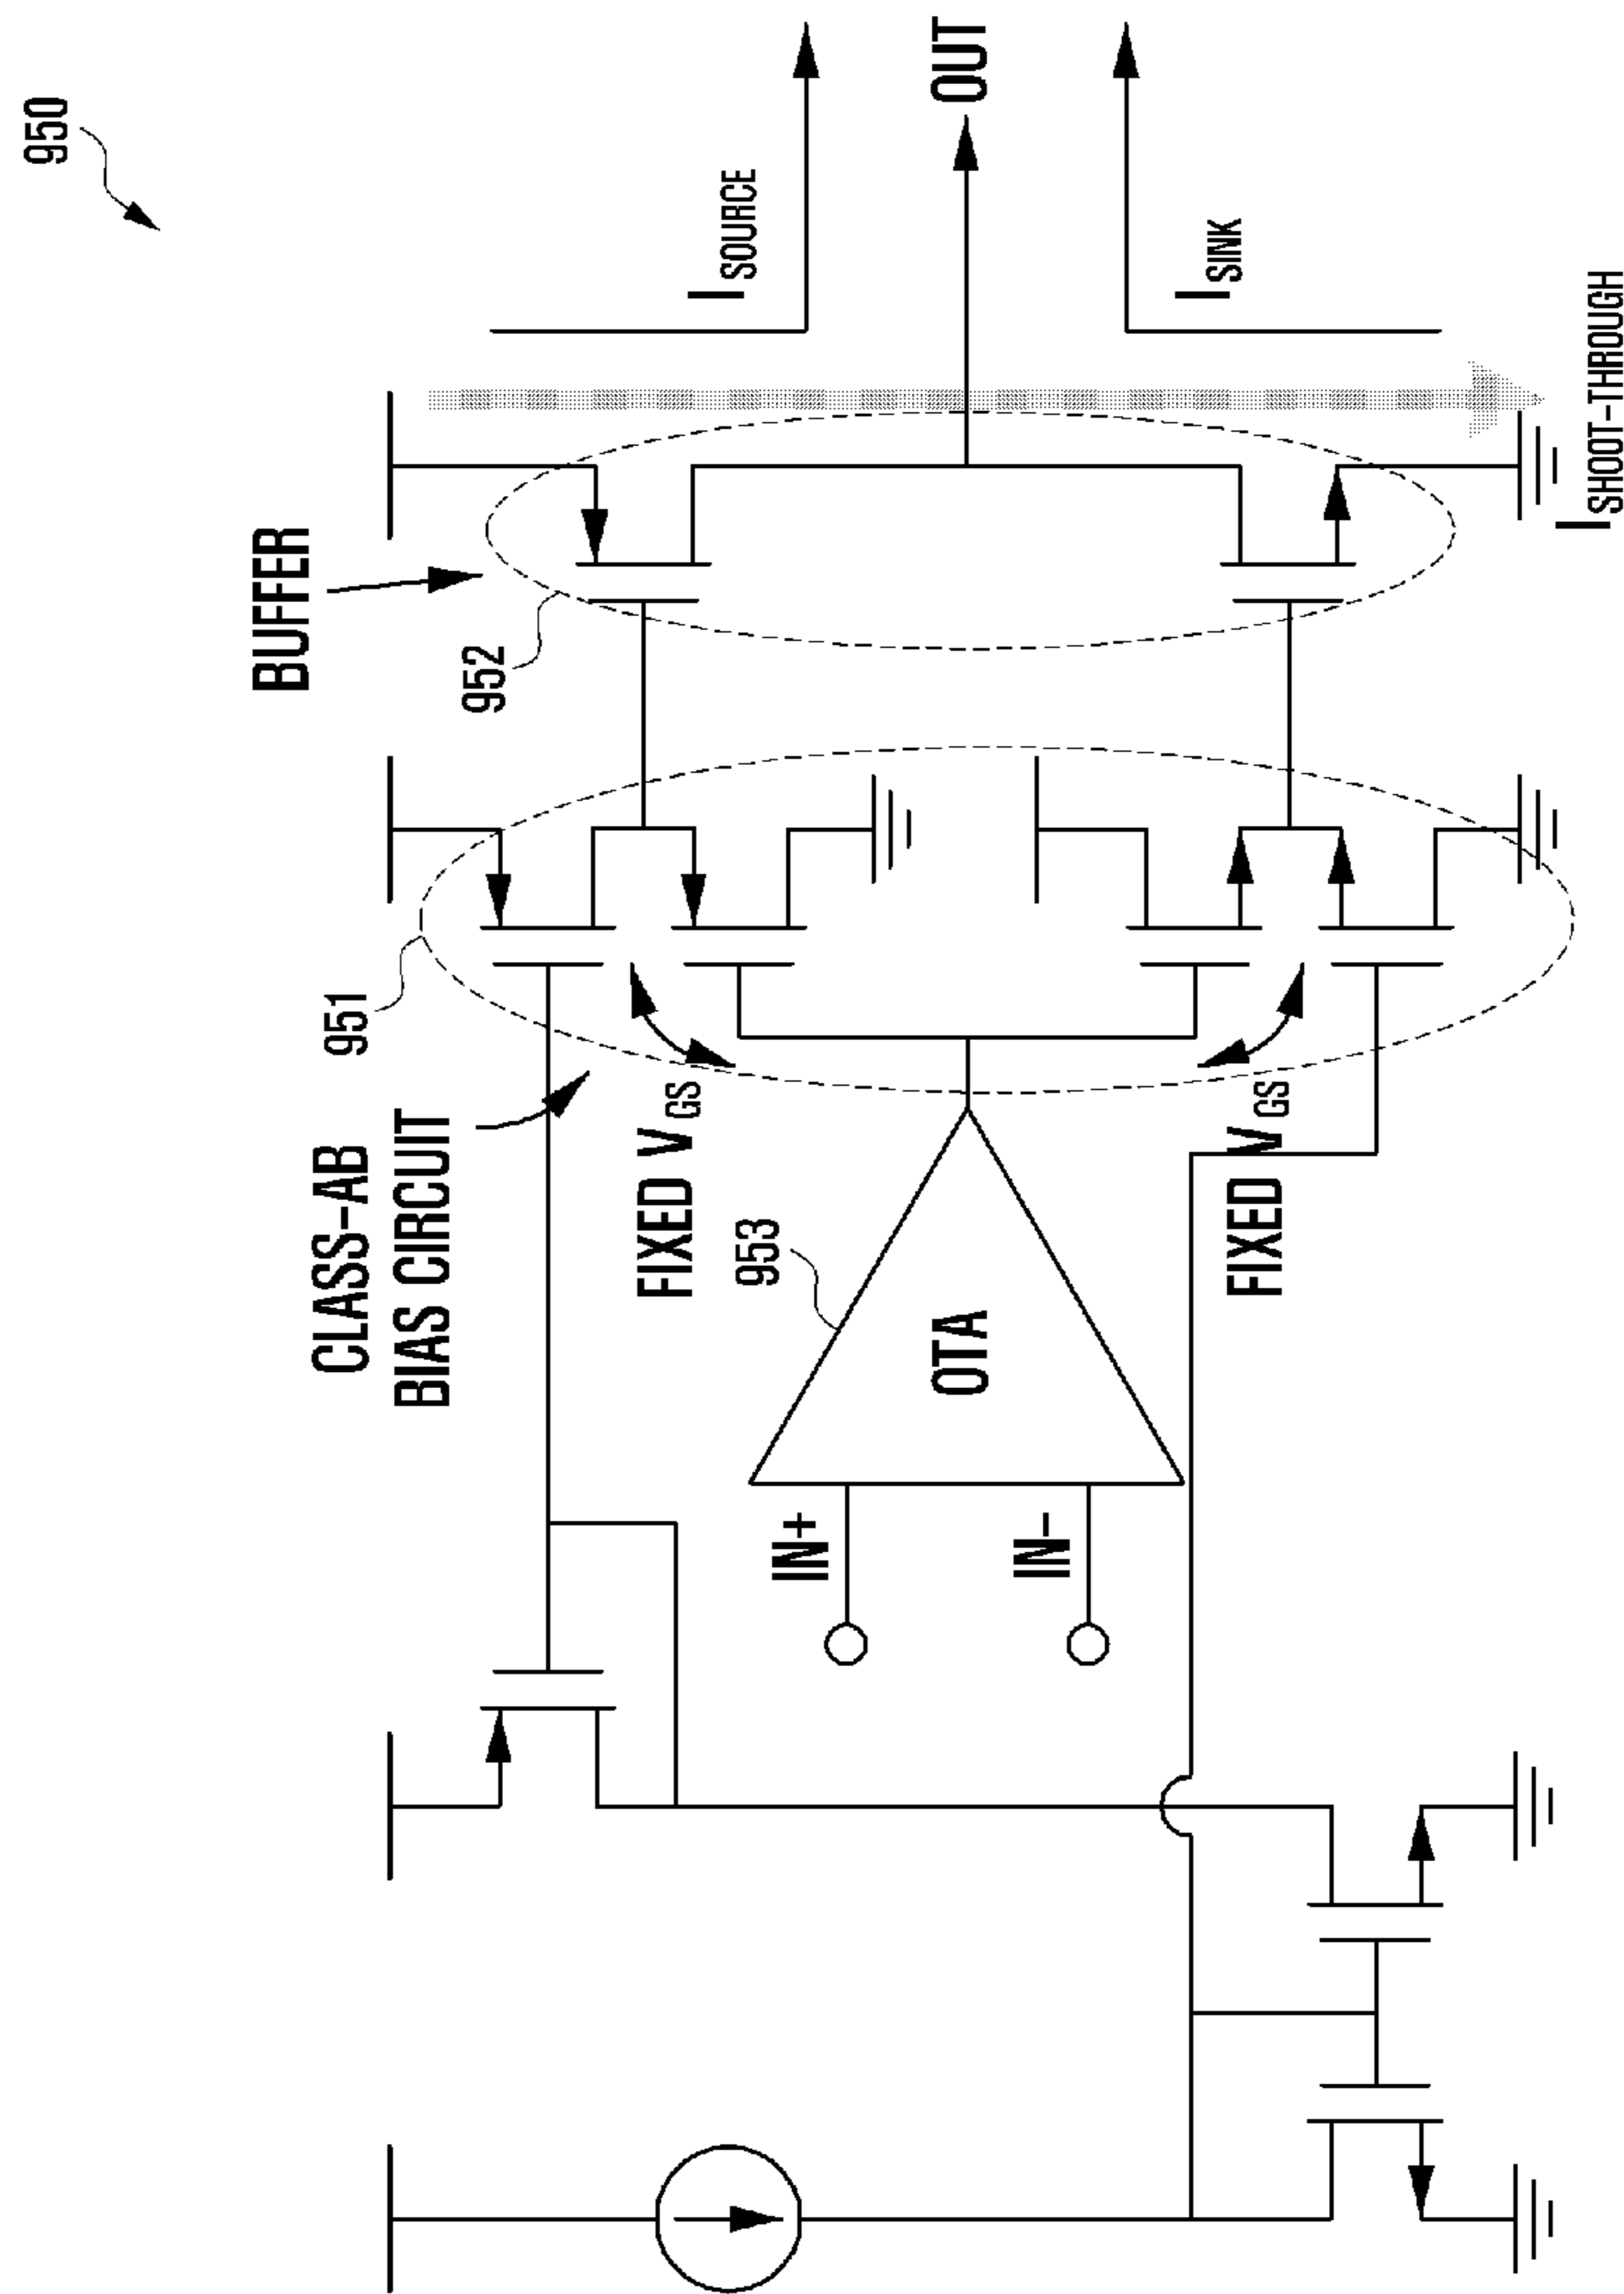 950
BUFFER
952
ISOURCE
OUT
ISINK
ISHOOT-THROUGH
951
CLASS-AB
BIAS CIRCUIT
FIXED VGS
953
OTA
FIXED VGS
IN+
IN-